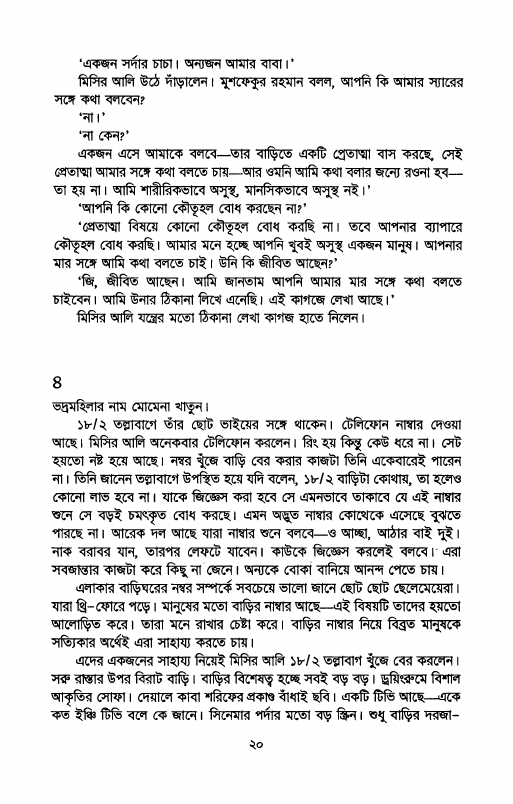 ‘একজন সর্দার চাচা। অন্যজন আমার বাবা।’
মিসির আলি উঠে দাঁড়ালেন। মুশফেকুর রহমান বলল, আপনি কি আমার স্যারের
সঙ্গে কথা বলবেন?
‘না।’
‘না কেন?’
একজন এসে আমাকে বলবে—তার বাড়িতে একটি প্রেতাত্মা বাস করছে, সেই
প্রেতাত্মা আমার সঙ্গে কথা বলতে চায়—আর ওমনি আমি কথা বলার জন্যে রওনা হব—
তা হয় না। আমি শারীরিকভাবে অসুস্থ, মানসিকভাবে অসুস্থ নই।’
‘আপনি কি কোনো কৌতূহল বোধ করছেন না?’
‘প্রেতাত্মা বিষয়ে কোনো কৌতূহল বোধ করছি না। তবে আপনার ব্যাপারে
কৌতূহল বোধ করছি। আমার মনে হচ্ছে আপনি খুবই অসুস্থ একজন মানুষ। আপনার
মার সঙ্গে আমি কথা বলতে চাই। উনি কি জীবিত আছেন?’
‘জি, জীবিত আছেন। আমি জানতাম আপনি আমার মার সঙ্গে কথা বলতে
চাইবেন। আমি উনার ঠিকানা লিখে এনেছি। এই কাগজে লেখা আছে।’
মিসির আলি যন্ত্রের মতো ঠিকানা লেখা কাগজ হাতে নিলেন।
৪
ভদ্রমহিলার নাম মোমেনা খাতুন।
১৮/২ তল্লাবাগে তাঁর ছোট ভাইয়ের সঙ্গে থাকেন। টেলিফোন নাম্বার দেওয়া
আছে। মিসির আলি অনেকবার টেলিফোন করলেন। রিং হয় কিন্তু কেউ ধরে না। সেট
হয়তো নষ্ট হয়ে আছে। নম্বর খুঁজে বাড়ি বের করার কাজটা তিনি একেবারেই পারেন
না। তিনি জানেন তল্লাবাগে উপস্থিত হয়ে যদি বলেন, ১৮/২ বাড়িটা কোথায়, তা হলেও
কোনো লাভ হবে না। যাকে জিজ্ঞেস করা হবে সে এমনভাবে তাকাবে যে এই নাম্বার
শুনে সে বড়ই চমৎকৃত বোধ করছে। এমন অদ্ভুত নাম্বার কোত্থেকে এসেছে বুঝতে
পারছে না। আরেক দল আছে যারা নাম্বার শুনে বলবে—ও আচ্ছা, আঠার বাই দুই।
নাক বরাবর যান, তারপর লেফটে যাবেন। কাউকে জিজ্ঞেস করলেই বলবে। এরা
সবজান্তার কাজটা করে কিছু না জেনে। অন্যকে বোকা বানিয়ে আনন্দ পেতে চায়।
এলাকার বাড়িঘরের নম্বর সম্পর্কে সবচেয়ে ভালো জানে ছোট ছোট ছেলেমেয়েরা।
যারা থ্রি-ফোরে পড়ে। মানুষের মতো বাড়ির নাম্বার আছে—এই বিষয়টি তাদের হয়তো
আলোড়িত করে। তারা মনে রাখার চেষ্টা করে। বাড়ির নাম্বার নিয়ে বিব্রত মানুষকে
সত্যিকার অর্থেই এরা সাহায্য করতে চায়।
এদের একজনের সাহায্য নিয়েই মিসির আলি ১৮/২ তল্লাবাগ খুঁজে বের করলেন।
সরু রাস্তার উপর বিরাট বাড়ি। বাড়ির বিশেষত্ব হচ্ছে সবই বড় বড়। ড্রয়িংরুমে বিশাল
আকৃতির সোফা। দেয়ালে কাবা শরিফের প্রকাণ্ড বাঁধাই ছবি। একটি টিভি আছে—একে
কত ইঞ্চি টিভি বলে কে জানে। সিনেমার পর্দার মতো বড় স্ক্রিন। শুধু বাড়ির দরজা-
২০